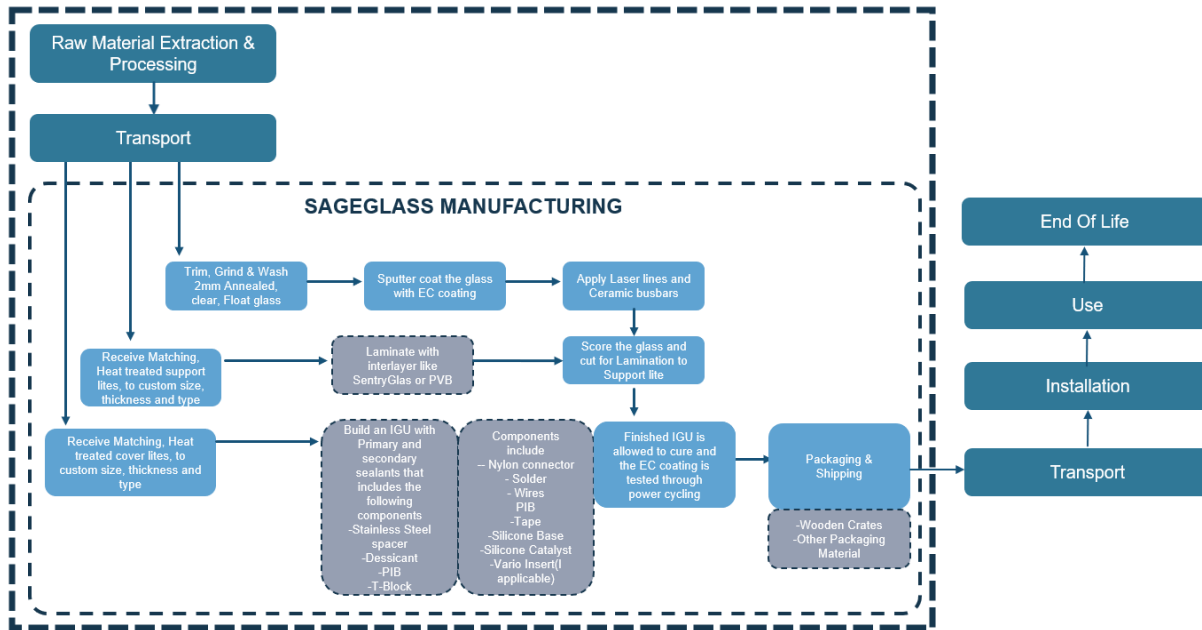 Raw Material Extraction &
Processing
Transport
SAGEGLASS MANUFACTURING
Trim, Grind & Wash
2mm Annealed,
clear, Float glass
Sputter coat the glass
with EC coating
Apply Laser lines and
Ceramic busbars
Receive Matching,
Heat treated support
lites, to custom size,
thickness and type
Laminate with
interlayer like
SentryGlas or PVB
Score the glass and
cut for Lamination to
Support lite
Receive Matching, Heat
treated cover lites, to
custom size, thickness and
type
Build an IGU with
Primary and
secondary
sealants that
includes the
following
components
-Stainless Steel
spacer
-Dessicant
-PIB
-T-Block
Components
include
– Nylon connector
- Solder
- Wires
PIB
-Tape
-Silicone Base
-Silicone Catalyst
-Vario Insert(I
applicable)
Finished IGU is
allowed to cure and
the EC coating is
tested through
power cycling
Packaging &
Shipping
-Wooden Crates
-Other Packaging
Material
End Of Life
Use
Installation
Transport